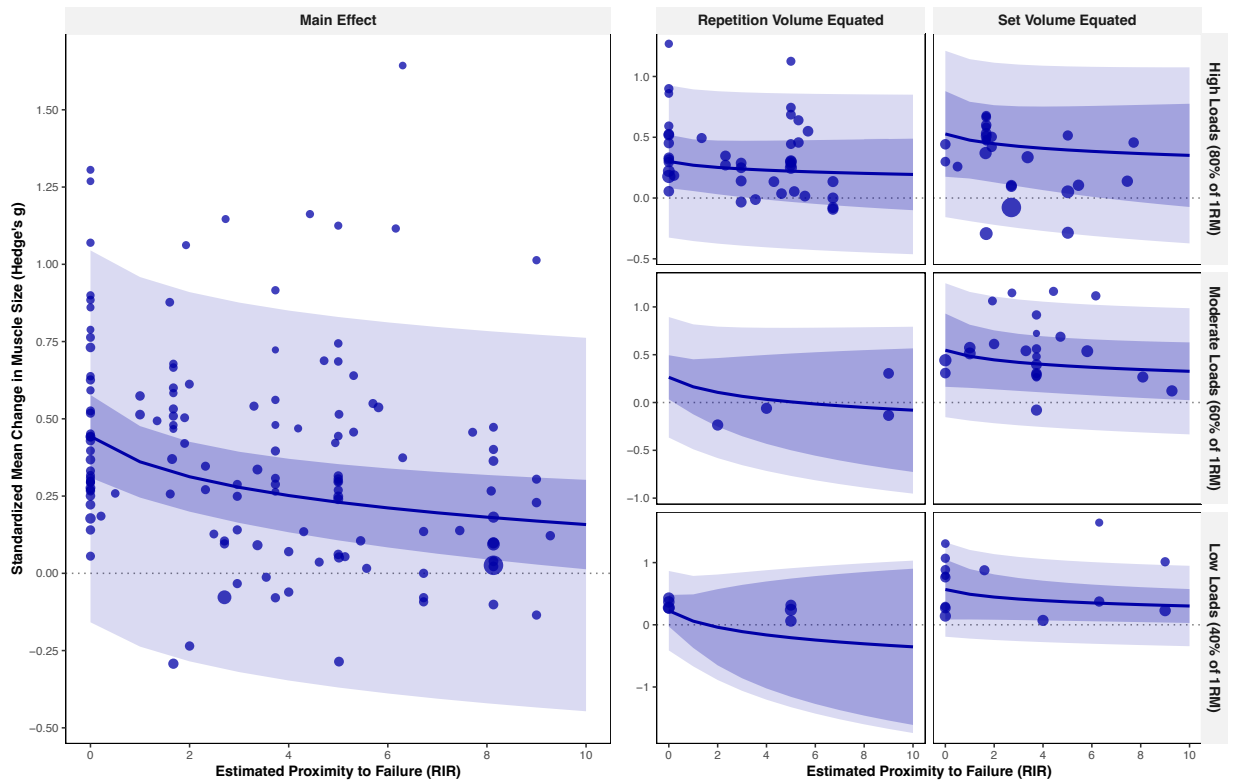 Main Effect
Standardized Mean Change in Muscle Size (Hedge's g)
1.50
1.25
1.00
0.75
0.50
0.25
0.00
−0.25
−0.50
0 2 4 6 8 10
Estimated Proximity to Failure (RIR)
Repetition Volume Equated Set Volume Equated
1.0
0.5
0.0
−0.5
High Loads (80% of 1RM)
1.0
0.5
0.0
−0.5
−1.0
Moderate Loads (60% of 1RM)
1
0
−1
Low Loads (40% of 1RM)
0 2 4 6 8 10 0 2 4 6 8 10
Estimated Proximity to Failure (RIR)